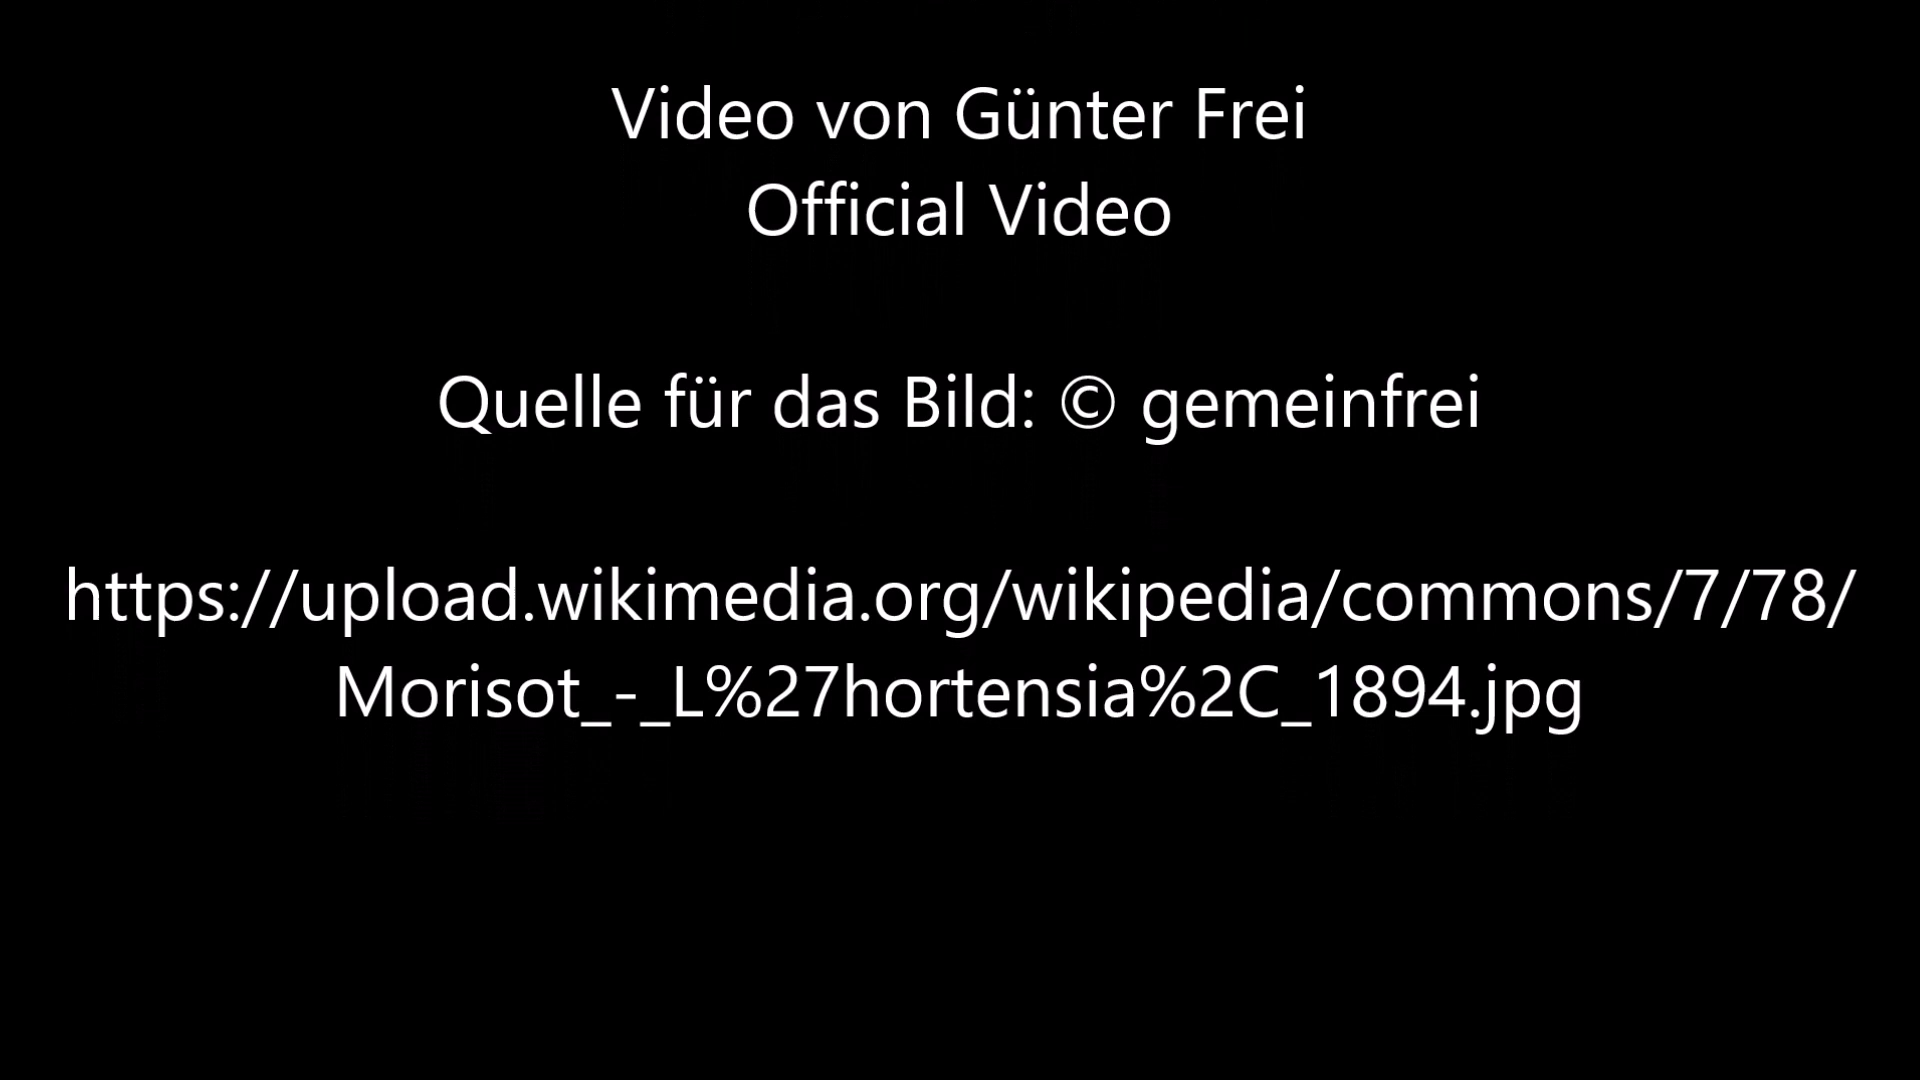 Video von Günter Frei
Official Video
Quelle für das Bild: © gemeinfrei
https://upload.wikimedia.org/wikipedia/commons/7/78/
Morisot_-_L%27hortensia%2C_1894.jpg